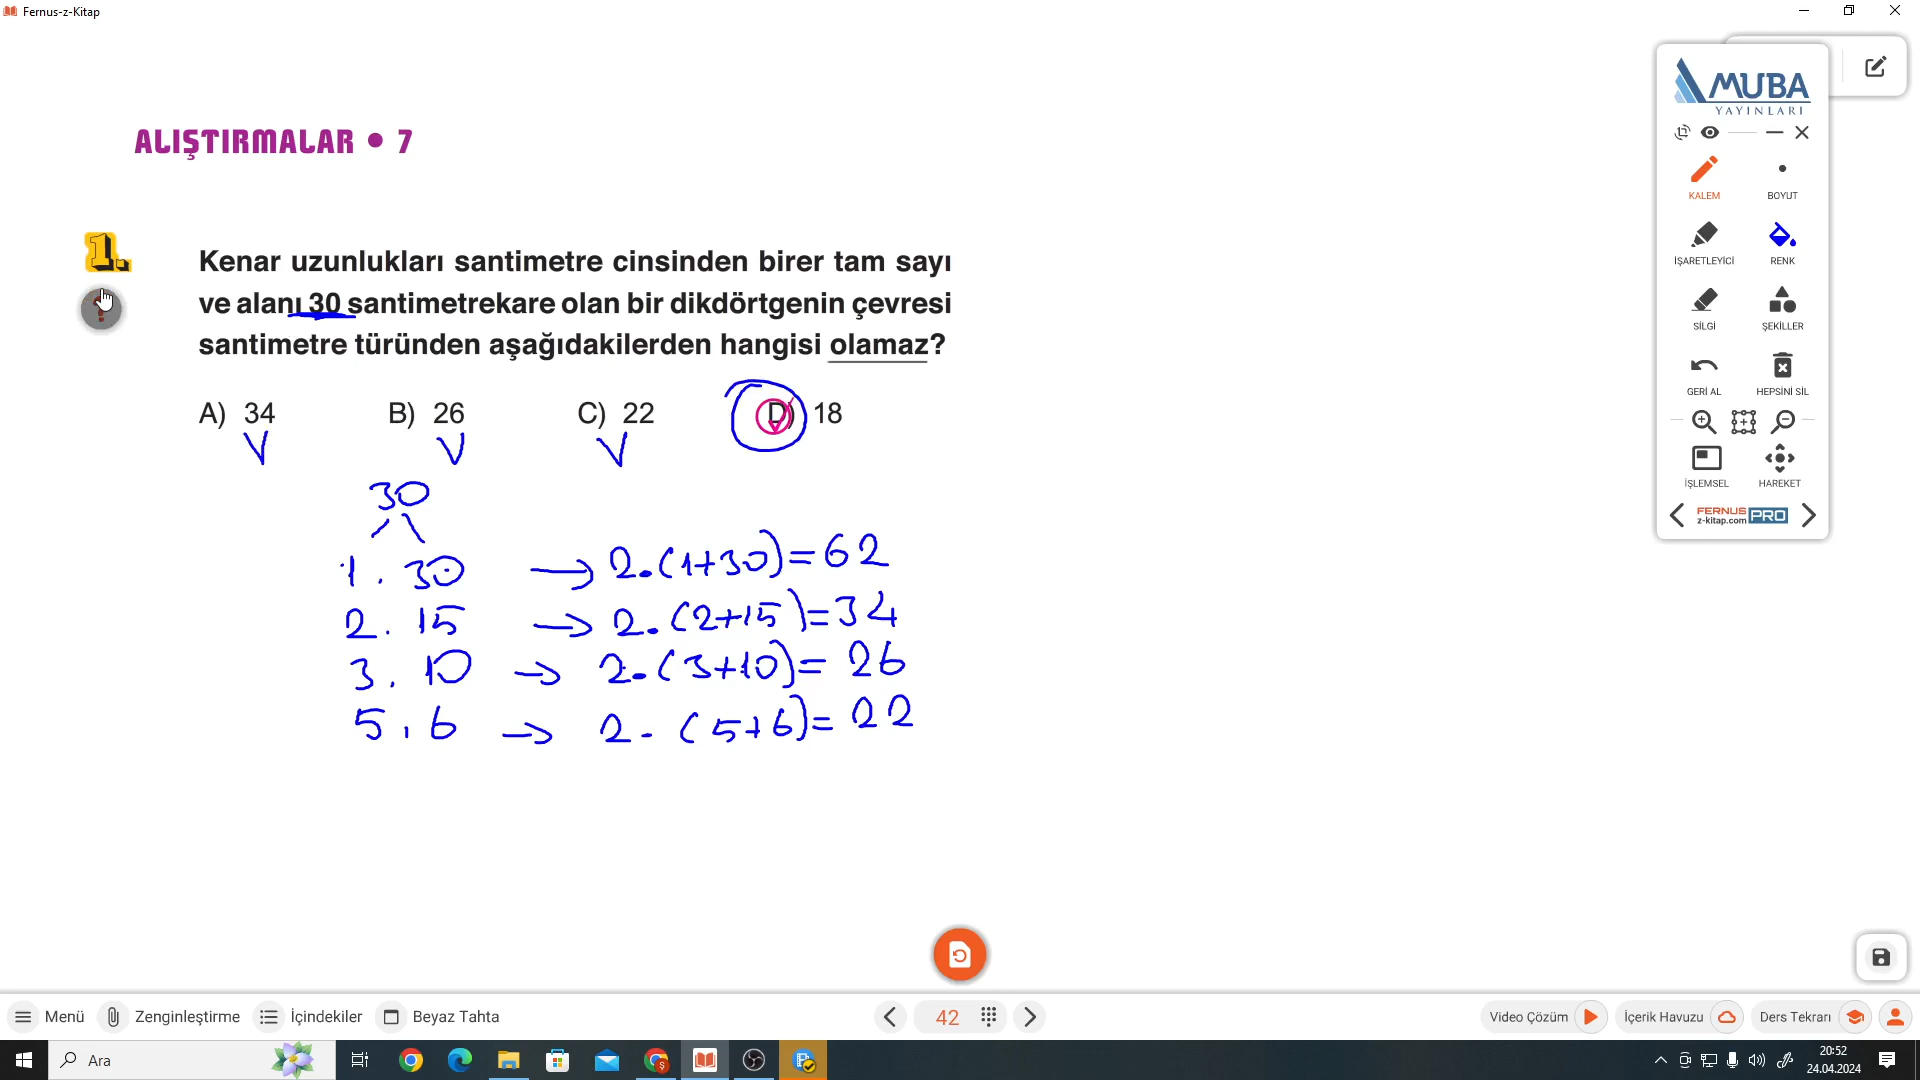 Fernus-z-Kitap
MUBA
YAYINLARI
ALIŞTIRMALAR • 7
KALEM
BOYUT
İŞARETLEYİCİ
RENK
SİLGİ
ŞEKİLLER
GERİ AL
HEPSİNİ SİL
İŞLEMSEL
HAREKET
FERNUS PRO
z-kitap.com
1.
?
Kenar uzunlukları santimetre cinsinden birer tam sayı
ve alanı 30 santimetrekare olan bir dikdörtgenin çevresi
santimetre türünden aşağıdakilerden hangisi olamaz?
A) 34 B) 26 C) 22 D) 18
30
1 . 30 → 2.(1+30)=62
2 . 15 → 2.(2+15)=34
3 . 10 → 2.(3+10)=26
5 . 6 → 2.(5+6)=22
Menü Zenginleştirme İçindekiler Beyaz Tahta 42 Video Çözüm İçerik Havuzu Ders Tekrarı
Ara
20:52
24.04.2024